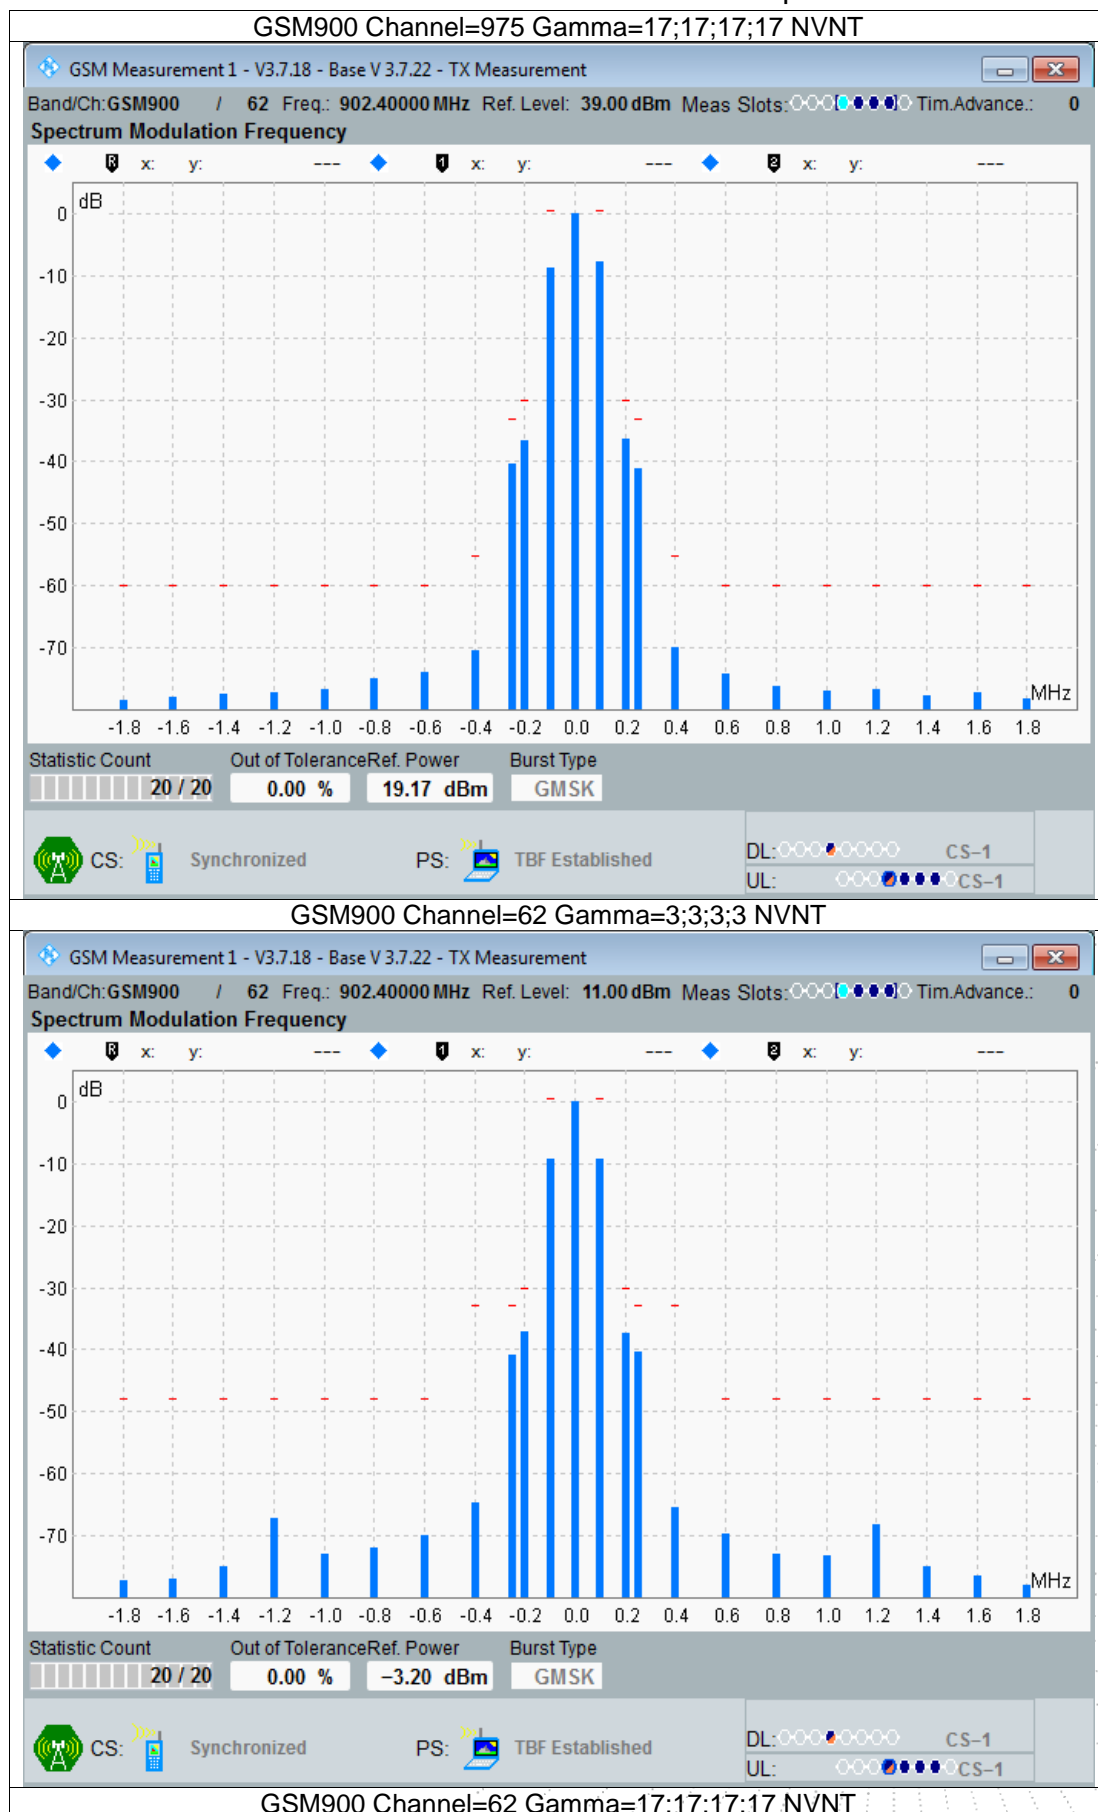 GSM900 Channel=975 Gamma=17;17;17;17 NVNT
GSM Measurement 1 - V3.7.18 - Base V 3.7.22 - TX Measurement
Band/Ch:GSM900 / 62 Freq.: 902.40000 MHz Ref. Level: 39.00 dBm Meas Slots: Tim.Advance.: 0
Spectrum Modulation Frequency
R x: y: --- 1 x: y: --- 2 x: y: ---
dB
0
-10
-20
-30
-40
-50
-60
-70
MHz
-1.8 -1.6 -1.4 -1.2 -1.0 -0.8 -0.6 -0.4 -0.2 0.0 0.2 0.4 0.6 0.8 1.0 1.2 1.4 1.6 1.8
Statistic Count Out of Tolerance Ref. Power Burst Type
20 / 20 0.00 % 19.17 dBm GMSK
CS: Synchronized PS: TBF Established
DL: CS-1
UL: CS-1
GSM900 Channel=62 Gamma=3;3;3;3 NVNT
GSM Measurement 1 - V3.7.18 - Base V 3.7.22 - TX Measurement
Band/Ch:GSM900 / 62 Freq.: 902.40000 MHz Ref. Level: 11.00 dBm Meas Slots: Tim.Advance.: 0
Spectrum Modulation Frequency
R x: y: --- 1 x: y: --- 2 x: y: ---
dB
0
-10
-20
-30
-40
-50
-60
-70
MHz
-1.8 -1.6 -1.4 -1.2 -1.0 -0.8 -0.6 -0.4 -0.2 0.0 0.2 0.4 0.6 0.8 1.0 1.2 1.4 1.6 1.8
Statistic Count Out of Tolerance Ref. Power Burst Type
20 / 20 0.00 % −3.20 dBm GMSK
CS: Synchronized PS: TBF Established
DL: CS-1
UL: CS-1
GSM900 Channel=62 Gamma=17;17;17;17 NVNT